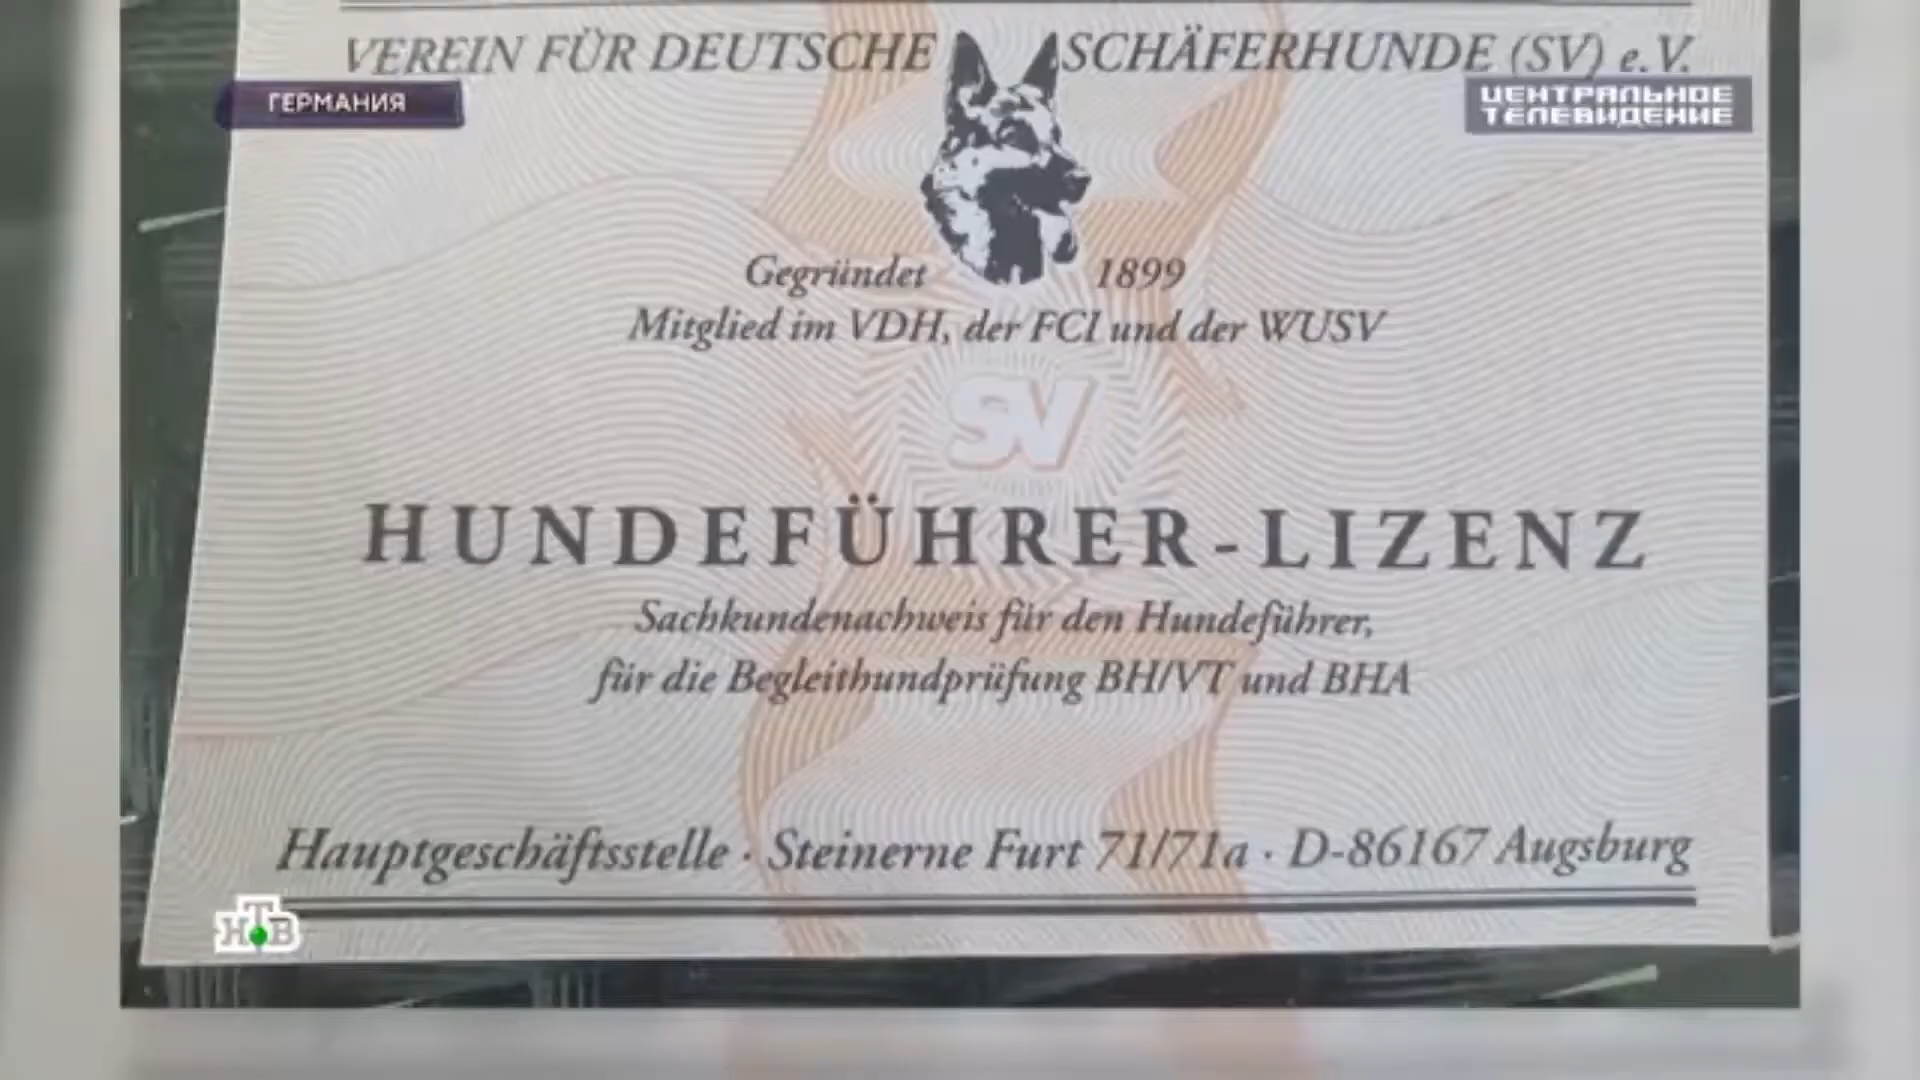 VEREIN FÜR DEUTSCHE SCHÄFERHUNDE (SV) e.V.
ГЕРМАНИЯ
ЦЕНТРАЛЬНОЕ
ТЕЛЕВИДЕНИЕ
Gegründet 1899
Mitglied im VDH, der FCI und der WUSV
SV
HUNDEFÜHRER-LIZENZ
Sachkundenachweis für den Hundeführer,
für die Begleithundprüfung BH/VT und BHA
Hauptgeschäftsstelle · Steinerne Furt 71/71a · D-86167 Augsburg
НТВ